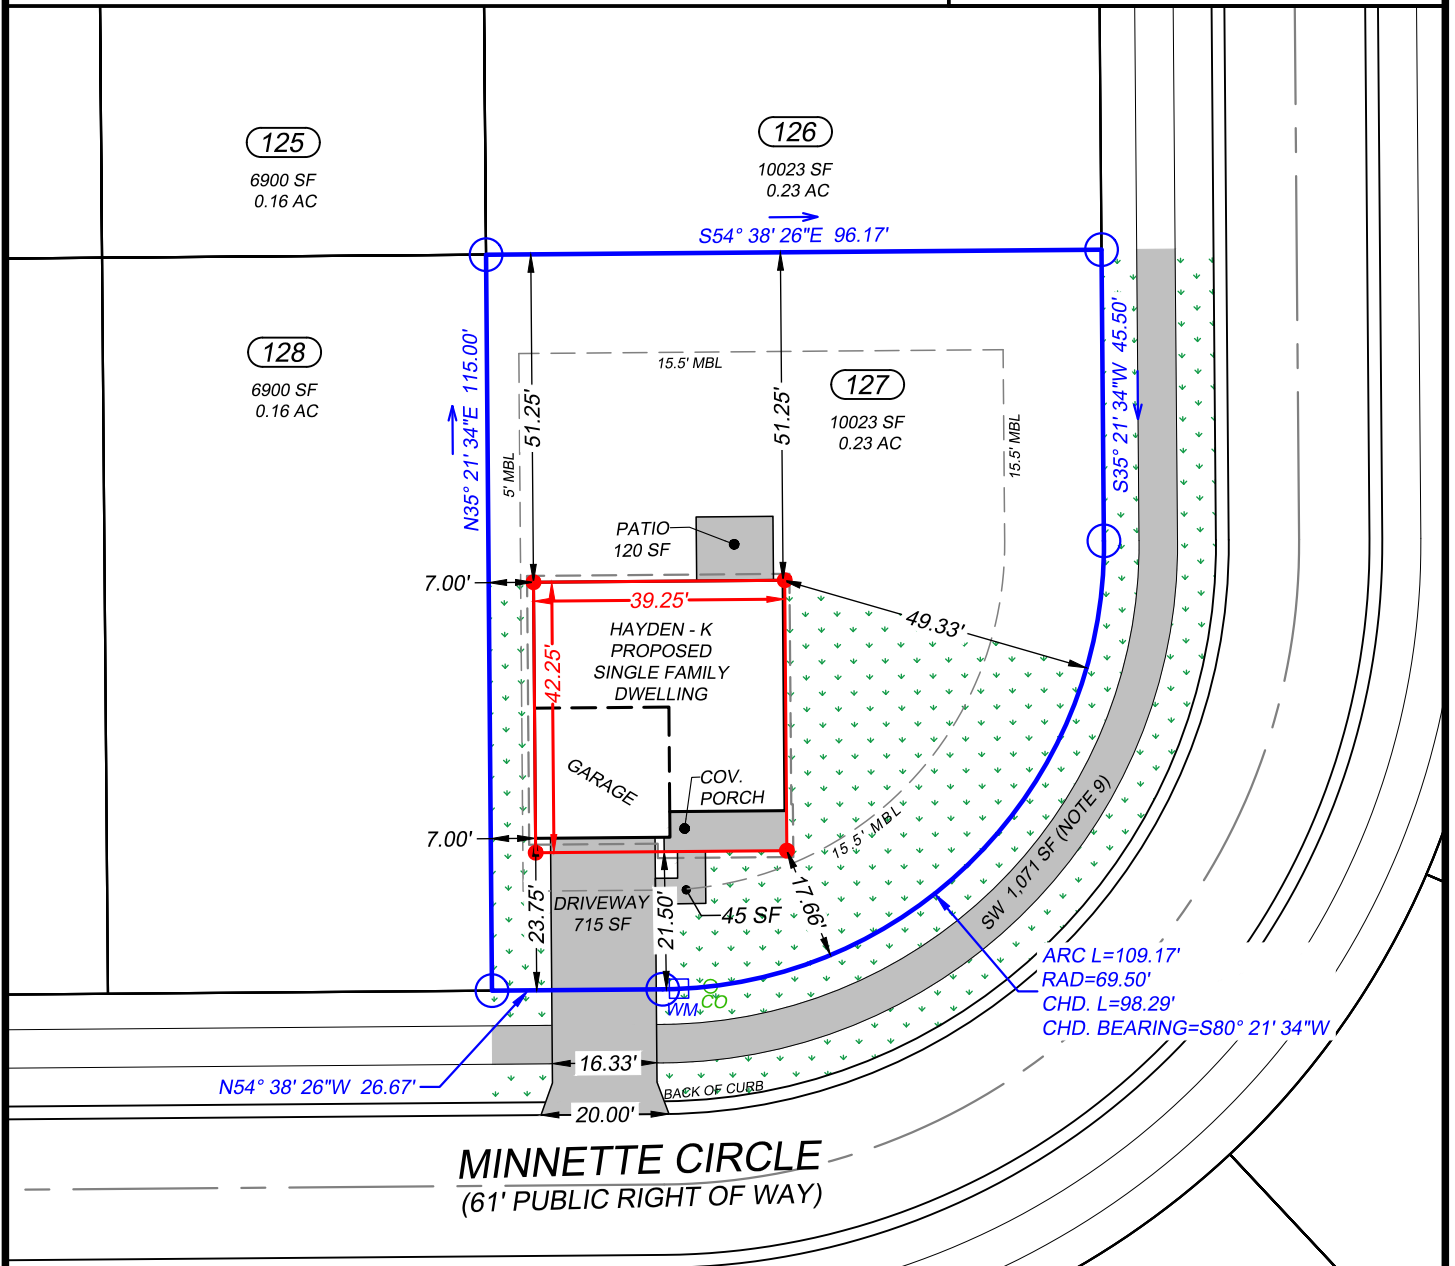 125
6900 SF
0.16 AC
126
10023 SF
0.23 AC
S54° 38' 26"E 96.17'
128
6900 SF
0.16 AC
N35° 21' 34"E 115.00'
51.25'
51.25'
15.5' MBL
5' MBL
15.5' MBL
127
10023 SF
0.23 AC
S35° 21' 34"W 45.50'
PATIO
120 SF
7.00'
39.25'
49.33'
HAYDEN - K
PROPOSED
SINGLE FAMILY
DWELLING
42.25'
GARAGE
COV.
PORCH
7.00'
15.5' MBL
SW 1,071 SF (NOTE 9)
DRIVEWAY
715 SF
23.75'
21.50'
45 SF
17.66'
WM
CO
ARC L=109.17'
RAD=69.50'
CHD. L=98.29'
CHD. BEARING=S80° 21' 34"W
N54° 38' 26"W 26.67'
16.33'
BACK OF CURB
20.00'
MINNETTE CIRCLE
(61' PUBLIC RIGHT OF WAY)